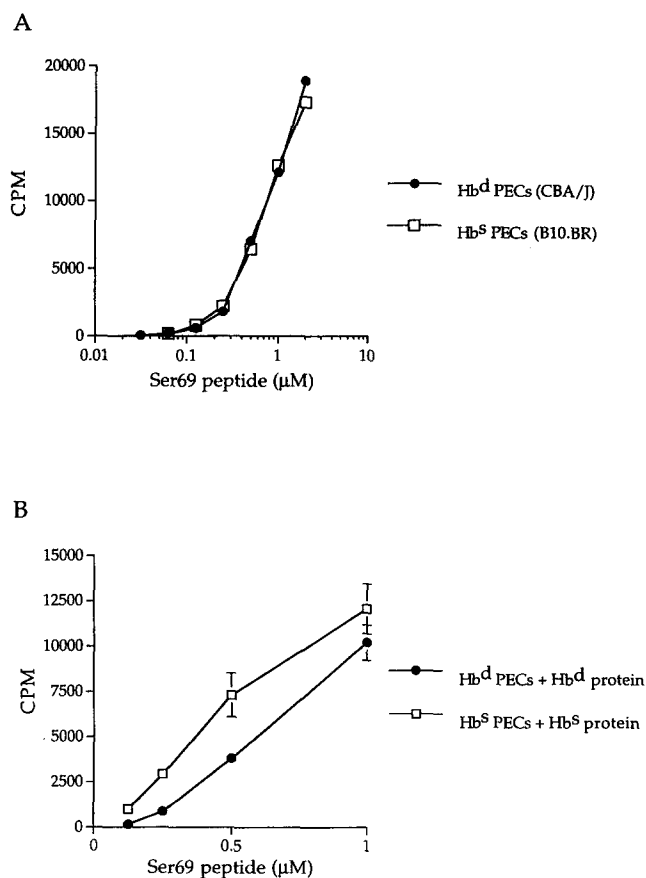 A
20000
15000
10000
5000
0
CPM
0.01 0.1 1 10
Ser69 peptide (μM)
Hbd PECs (CBA/J)
Hbs PECs (B10.BR)
B
15000
12500
10000
7500
5000
2500
0
CPM
0 0.5 1
Ser69 peptide (μM)
Hbd PECs + Hbd protein
Hbs PECs + Hbs protein